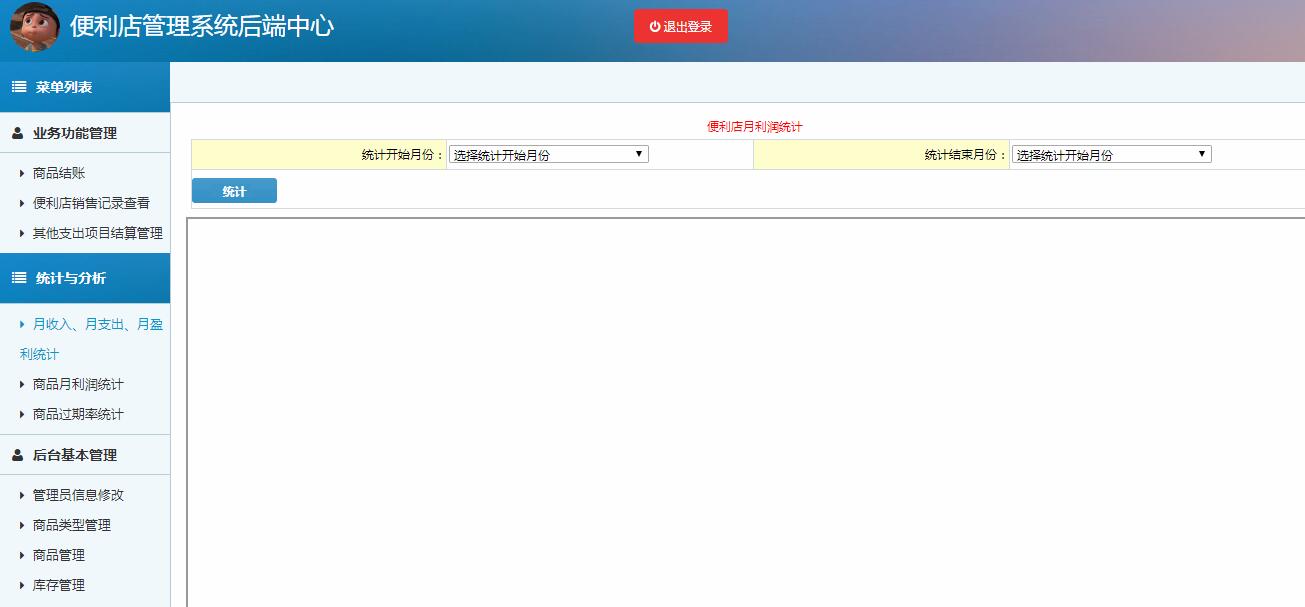 便利店管理系统后端中心
退出登录
菜单列表
业务功能管理
商品结账
便利店销售记录查看
其他支出项目结算管理
统计与分析
月收入、月支出、月盈
利统计
商品月利润统计
商品过期率统计
后台基本管理
管理员信息修改
商品类型管理
商品管理
库存管理
便利店月利润统计
统计开始月份： 选择统计开始月份 统计结束月份： 选择统计开始月份
统计